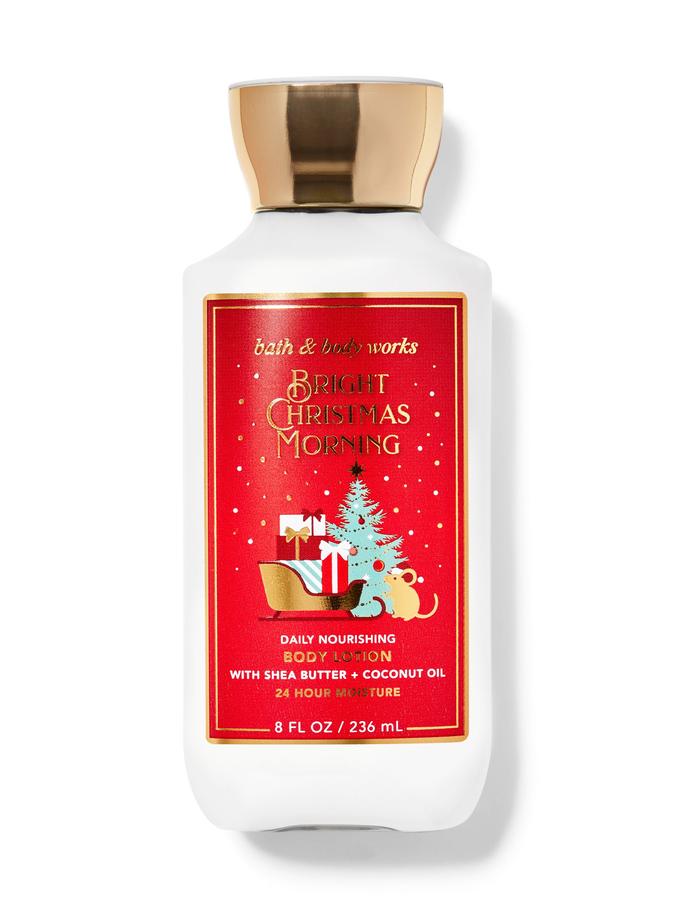 bath & body works
BRIGHT
CHRISTMAS
MORNING
DAILY NOURISHING
BODY LOTION
WITH SHEA BUTTER + COCONUT OIL
24 HOUR MOISTURE
8 FL OZ / 236 mL